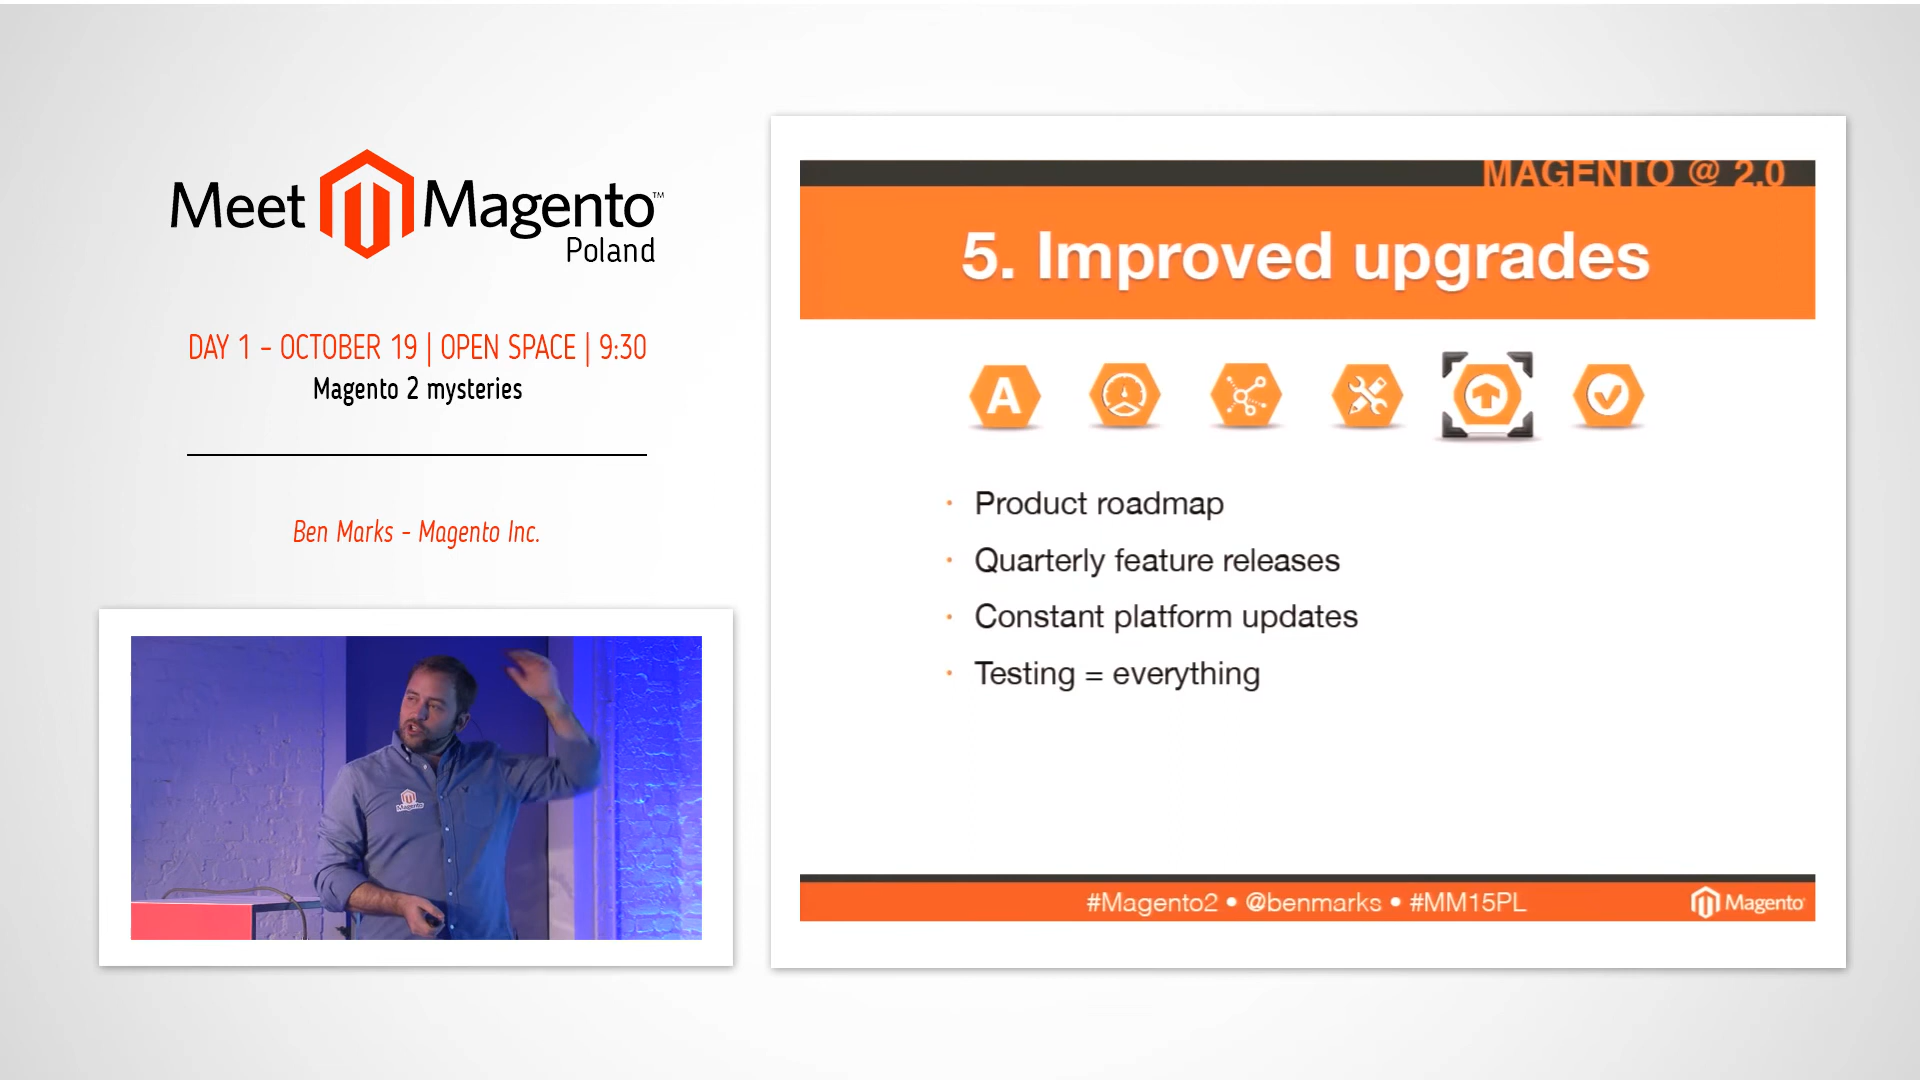 Meet Magento™
Poland
DAY 1 - OCTOBER 19 | OPEN SPACE | 9:30
Magento 2 mysteries
Ben Marks - Magento Inc.
Magento
MAGENTO @ 2.0
5. Improved upgrades
A
· Product roadmap
· Quarterly feature releases
· Constant platform updates
· Testing = everything
#Magento2 • @benmarks • #MM15PL
Magento